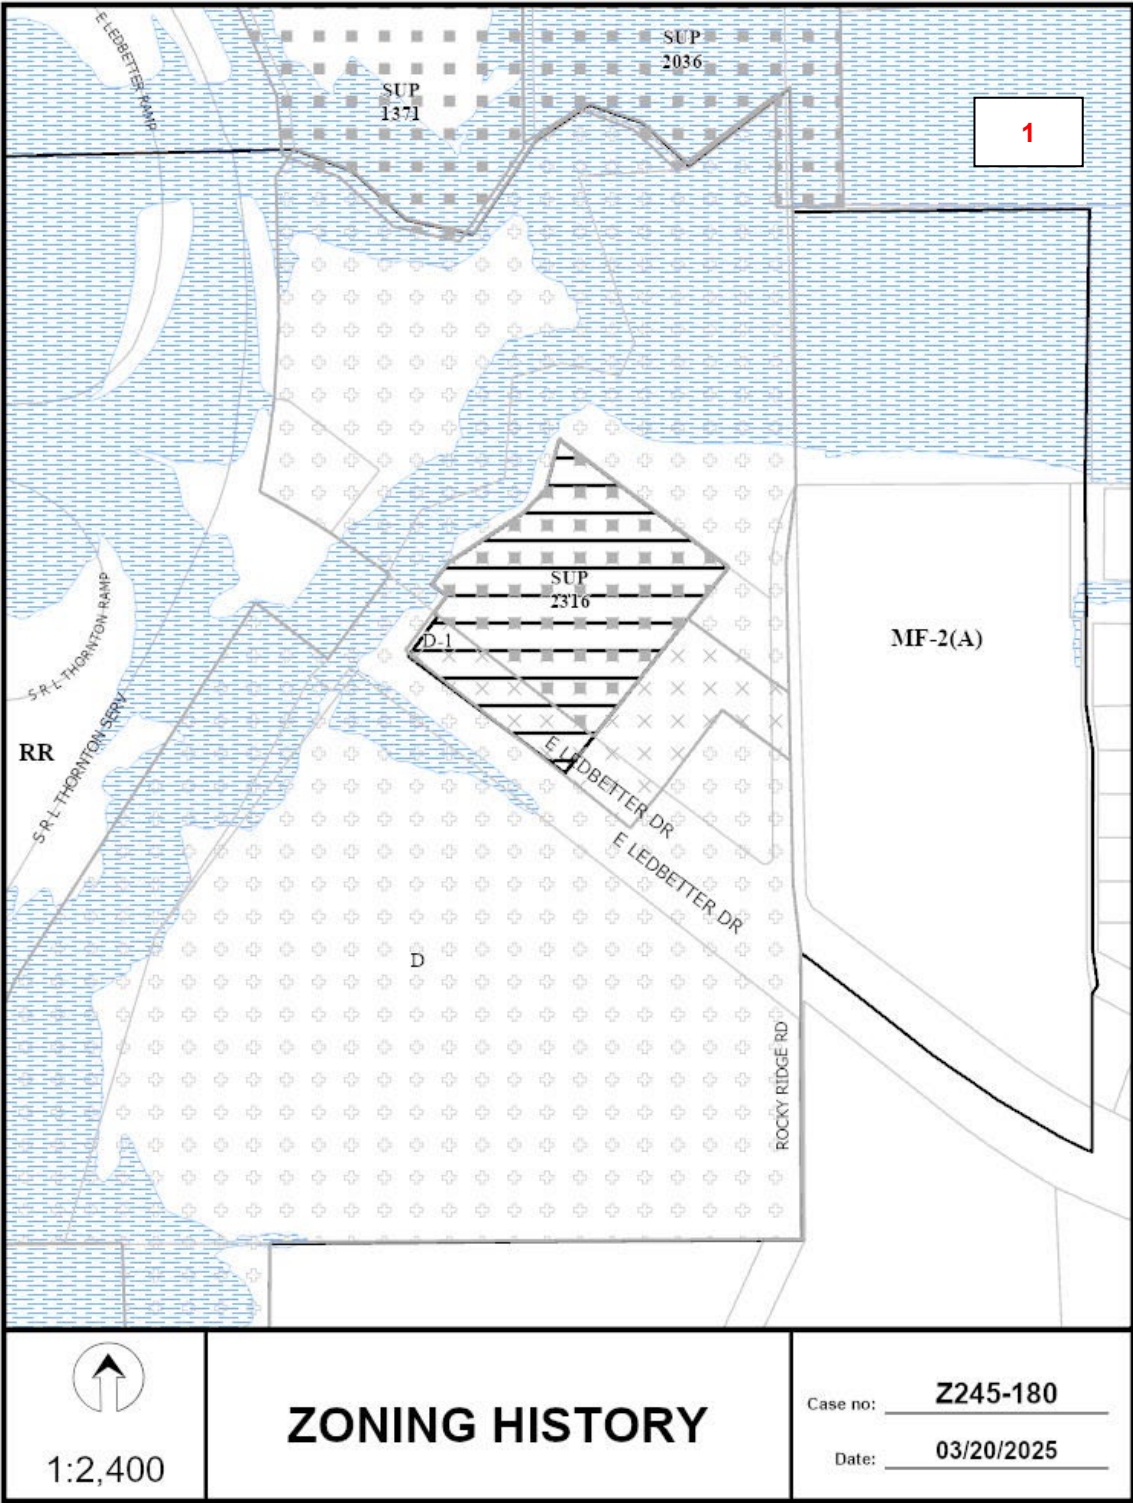 E LEDBETTER RAMP
SUP
2036
SUP
1371
1
SUP
2316
D-1
MF-2(A)
S R L THORNTON RAMP
S R L THORNTON SERV
RR
E LEDBETTER DR
E LEDBETTER DR
D
ROCKY RIDGE RD
1:2,400
ZONING HISTORY
Case no: Z245-180
Date: 03/20/2025